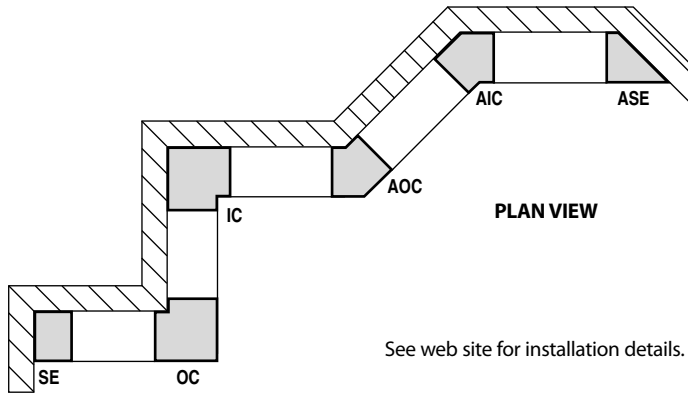 AIC
ASE
AOC
IC
PLAN VIEW
See web site for installation details.
SE
OC